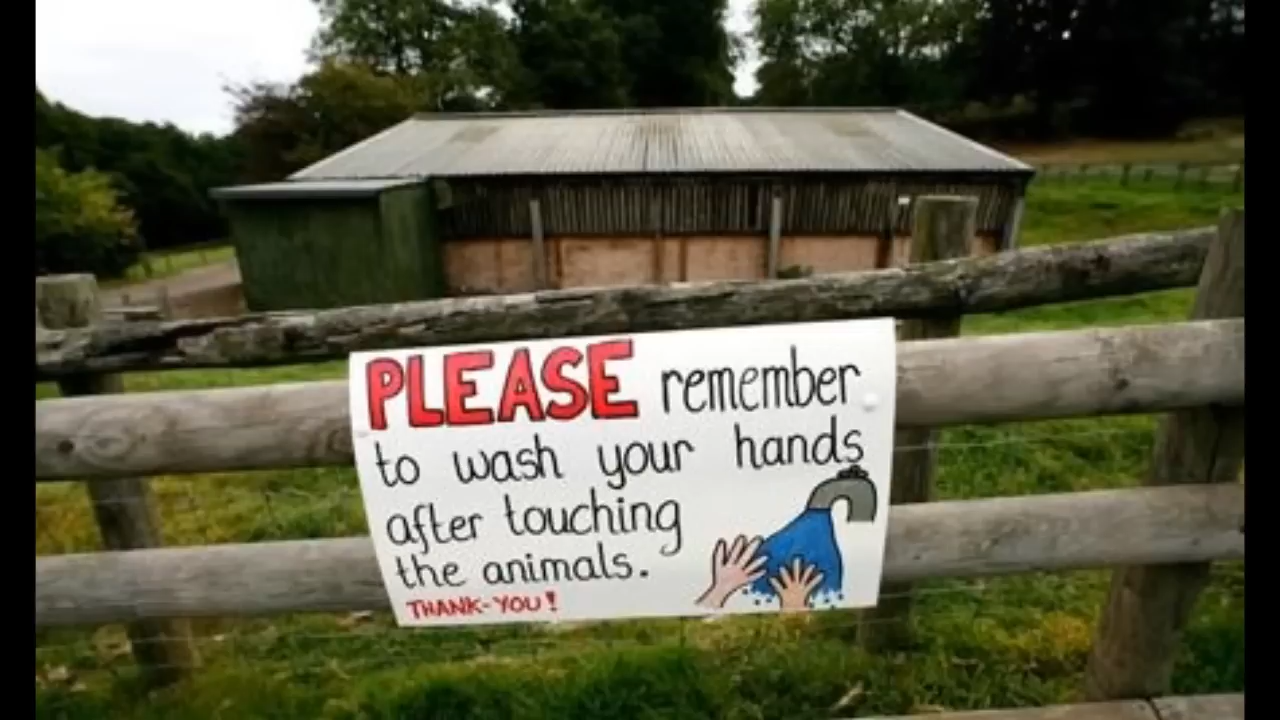 PLEASE remember
to wash your hands
after touching
the animals.
THANK-YOU!